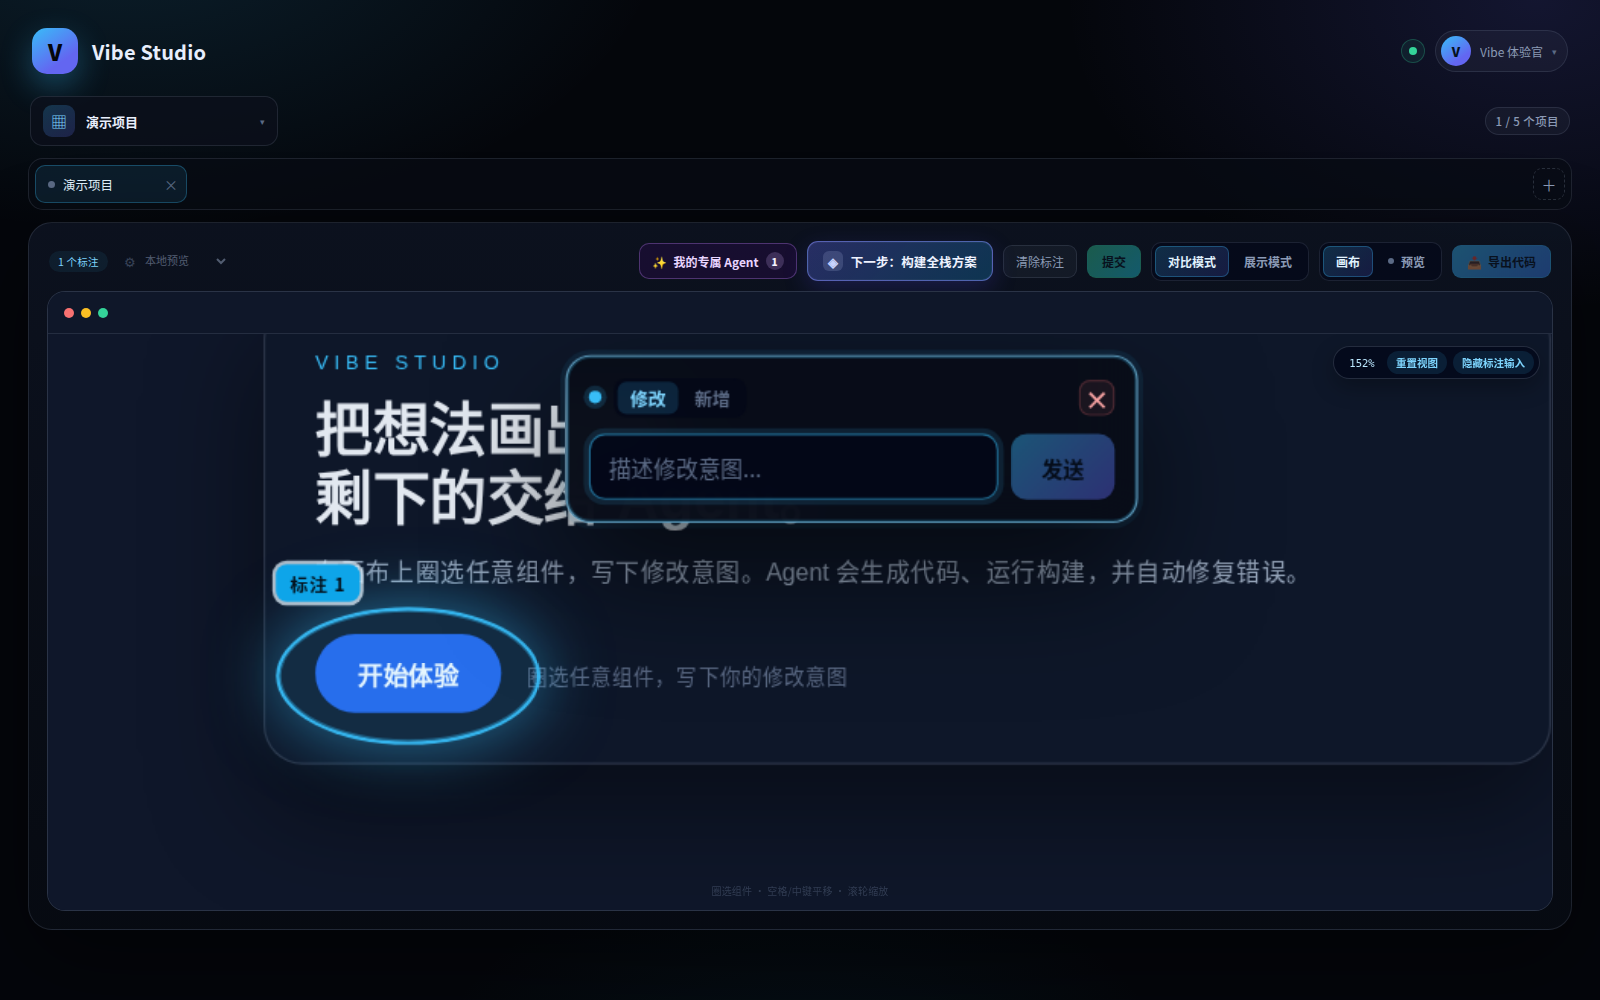 V Vibe Studio
V Vibe 体验官
演示项目
1 / 5 个项目
演示项目
1 个标注
本地预览
我的专属 Agent 1
下一步：构建全栈方案
清除标注
提交
对比模式
展示模式
画布
预览
导出代码
VIBE STUDIO
152%
重置视图
隐藏标注输入
修改
新增
把想法画
描述修改意图...
发送
剩下的交给
标注 1
布上圈选任意组件，写下修改意图。Agent 会生成代码、运行构建，并自动修复错误。
开始体验
圈选任意组件，写下你的修改意图
圈选组件 · 空格/中键平移 · 滚轮缩放